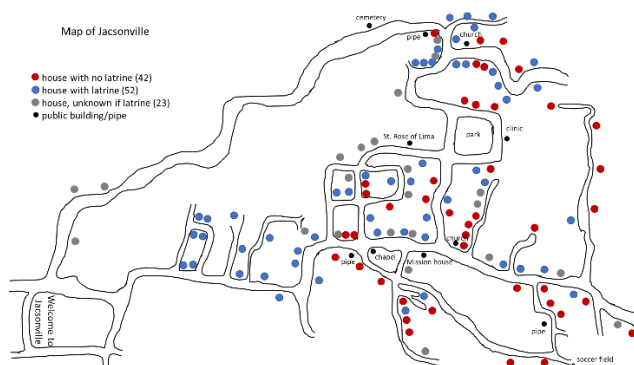 Map of Jacsonville
house with no latrine (42)
house with latrine (52)
house, unknown if latrine (23)
public building/pipe
cemetery
pipe
church
St. Rose of Lima
park
clinic
church
pipe
chapel
Mission house
Welcome to
Jacsonville
pipe
soccer field